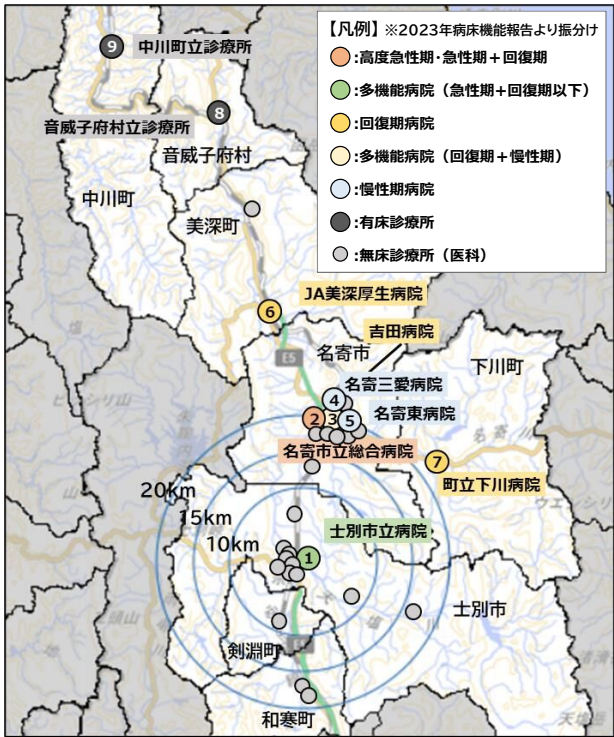 【凡例】※2023年病床機能報告より振分け
:高度急性期・急性期+回復期
:多機能病院(急性期+回復期以下)
:回復期病院
:多機能病院(回復期+慢性期)
:慢性期病院
:有床診療所
:無床診療所(医科)
9
中川町立診療所
8
音威子府村立診療所
音威子府村
中川町
美深町
JA美深厚生病院
6
吉田病院
E5
名寄市
下川町
名寄三愛病院
4
2
3
5
名寄東病院
名寄市立総合病院
名寄川
7
町立下川病院
20km
15km
10km
士別市立病院
1
士別市
剣淵町
和寒町
天塩岳